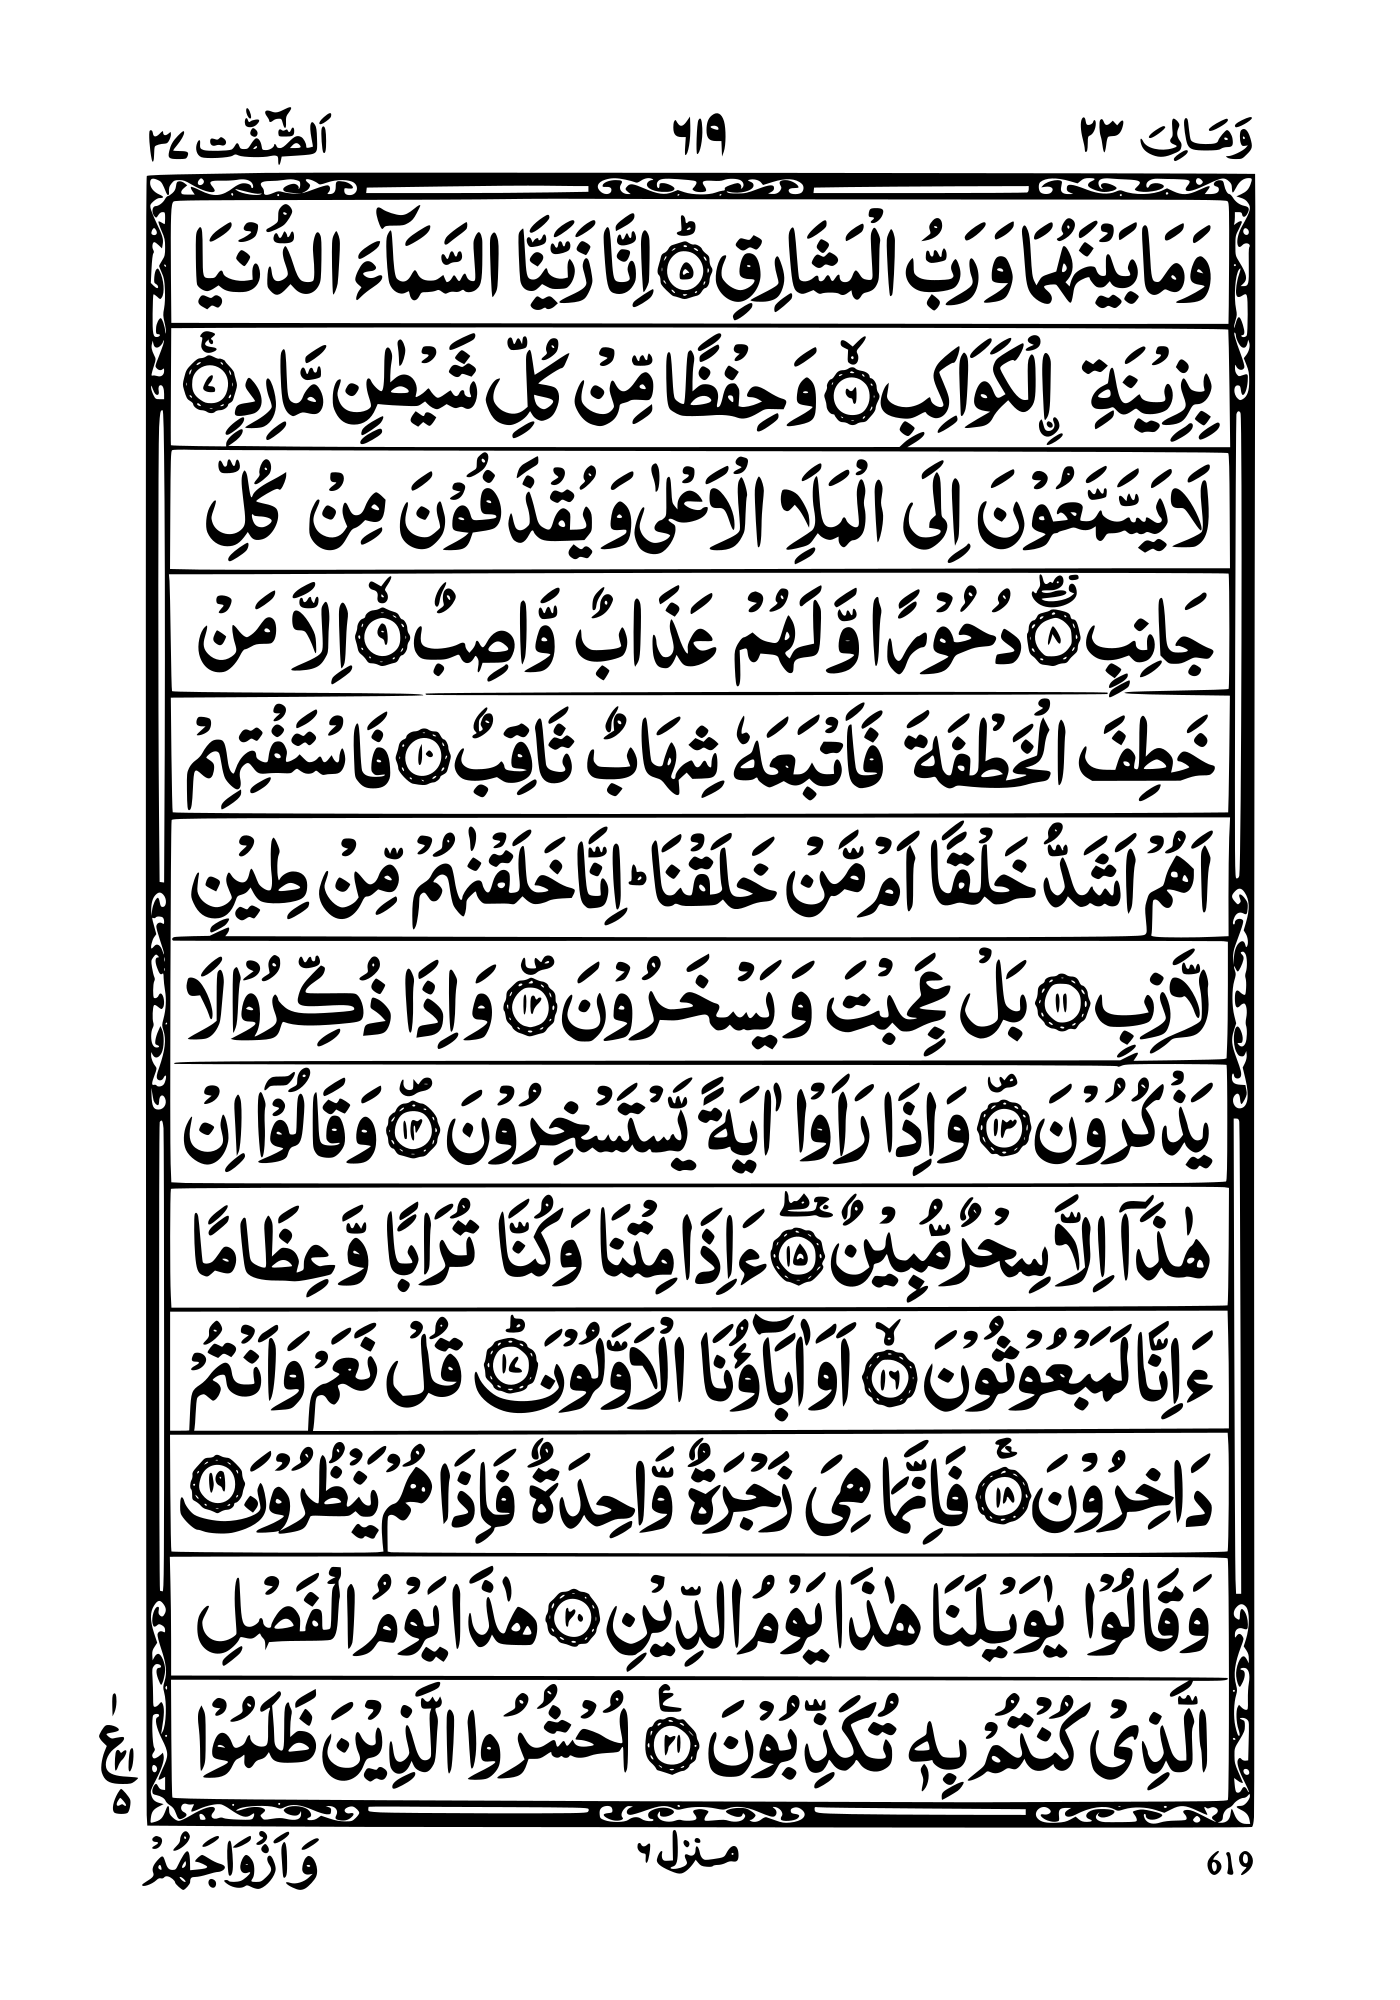 وَمَالِیَ ٢٣
٦١٩
اَلصّٰٓفّٰت ٣٧
وَمَا بَیْنَهُمَا وَ رَبُّ الْمَشَارِقِ ؕ‏ ٥ اِنَّا زَیَّنَّا السَّمَآءَ الدُّنْیَا
بِزِیْنَةِ اِ۟لْكَوَاكِبِ ۙ‏ ٦ وَ حِفْظًا مِّنْ كُلِّ شَیْطٰنٍ مَّارِدٍ ۚ‏ ٧
لَا یَسَّمَّعُوْنَ اِلَی الْمَلَاِ الْاَعْلٰی وَ یُقْذَفُوْنَ مِنْ كُلِّ
جَانِبٍ ۗۖ‏ ٨ دُحُوْرًا وَّ لَهُمْ عَذَابٌ وَّاصِبٌ ۙ‏ ٩ اِلَّا مَنْ
خَطِفَ الْخَطْفَةَ فَاَتْبَعَهٗ شِهَابٌ ثَاقِبٌ ١٠ فَاسْتَفْتِهِمْ
اَهُمْ اَشَدُّ خَلْقًا اَمْ مَّنْ خَلَقْنَا ؕ اِنَّا خَلَقْنٰهُمْ مِّنْ طِیْنٍ
لَّازِبٍ ١١ بَلْ عَجِبْتَ وَ یَسْخَرُوْنَ ۪‏ ١٢ وَ اِذَا ذُكِّرُوْا لَا
یَذْكُرُوْنَ ۪‏ ١٣ وَ اِذَا رَاَوْا اٰیَةً یَّسْتَسْخِرُوْنَ ۪‏ ١٤ وَ قَالُوْۤا اِنْ
هٰذَاۤ اِلَّا سِحْرٌ مُّبِیْنٌ ۚۖ‏ ١٥ ءَاِذَا مِتْنَا وَ كُنَّا تُرَابًا وَّ عِظَامًا
ءَاِنَّا لَمَبْعُوْثُوْنَ ۙ‏ ١٦ اَوَ اٰبَآؤُنَا الْاَوَّلُوْنَ ؕ‏ ١٧ قُلْ نَعَمْ وَ اَنْتُمْ
دَاخِرُوْنَ ۚ‏ ١٨ فَاِنَّمَا هِیَ زَجْرَةٌ وَّاحِدَةٌ فَاِذَا هُمْ یَنْظُرُوْنَ ١٩
وَ قَالُوْا یٰوَیْلَنَا هٰذَا یَوْمُ الدِّیْنِ ٢٠ هٰذَا یَوْمُ الْفَصْلِ
الَّذِیْ كُنْتُمْ بِهٖ تُكَذِّبُوْنَ ۠‏ ٢١ اُحْشُرُوا الَّذِیْنَ ظَلَمُوْا
١
ع
٢١
٥
619
منزل ٦
وَ اَزْوَاجَهُمْ